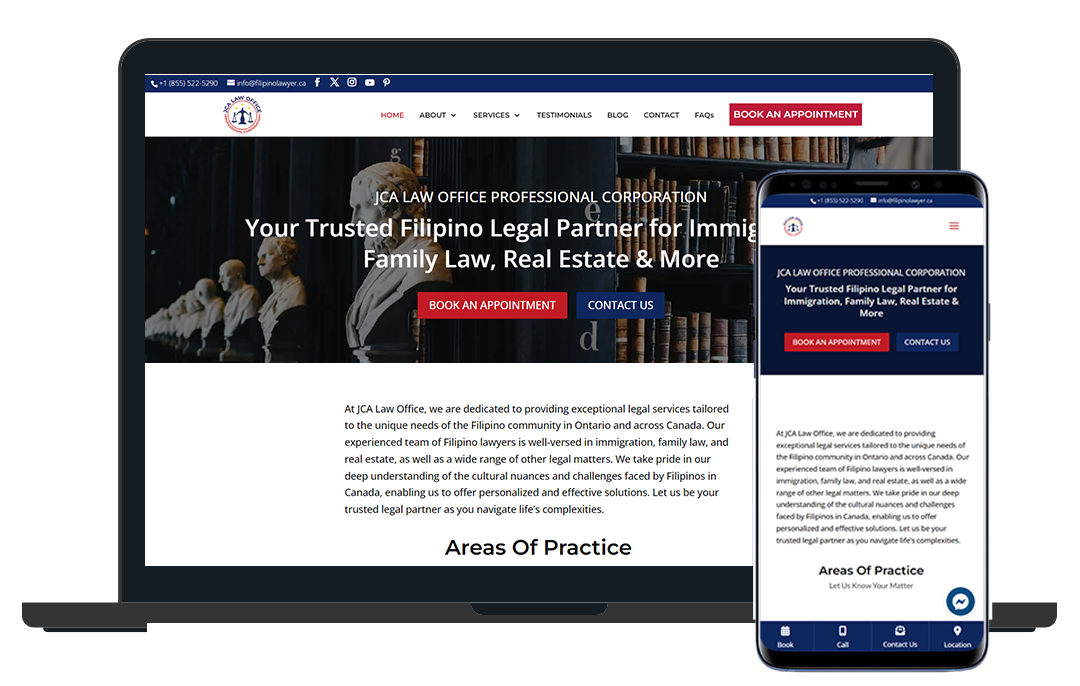 +1 (855) 522-5290 info@filipinolawyer.ca
JCA LAW OFFICE
HOME ABOUT SERVICES TESTIMONIALS BLOG CONTACT FAQs BOOK AN APPOINTMENT
g
e
d
JCA LAW OFFICE PROFESSIONAL CORPORATION
Your Trusted Filipino Legal Partner for Immig
Family Law, Real Estate & More
BOOK AN APPOINTMENT CONTACT US
At JCA Law Office, we are dedicated to providing exceptional legal services tailored
to the unique needs of the Filipino community in Ontario and across Canada. Our
experienced team of Filipino lawyers is well-versed in immigration, family law, and
real estate, as well as a wide range of other legal matters. We take pride in our
deep understanding of the cultural nuances and challenges faced by Filipinos in
Canada, enabling us to offer personalized and effective solutions. Let us be your
trusted legal partner as you navigate life's complexities.
Areas Of Practice
+1 (855) 522-5290 info@filipinolawyer.ca
JCA LAW OFFICE PROFESSIONAL CORPORATION
Your Trusted Filipino Legal Partner for
Immigration, Family Law, Real Estate &
More
BOOK AN APPOINTMENT CONTACT US
At JCA Law Office, we are dedicated to providing
exceptional legal services tailored to the unique needs of
the Filipino community in Ontario and across Canada. Our
experienced team of Filipino lawyers is well-versed in
immigration, family law, and real estate, as well as a wide
range of other legal matters. We take pride in our deep
understanding of the cultural nuances and challenges
faced by Filipinos in Canada, enabling us to offer
personalized and effective solutions. Let us be your
trusted legal partner as you navigate life's complexities.
Areas Of Practice
Let Us Know Your Matter
Book Call Contact Us Location